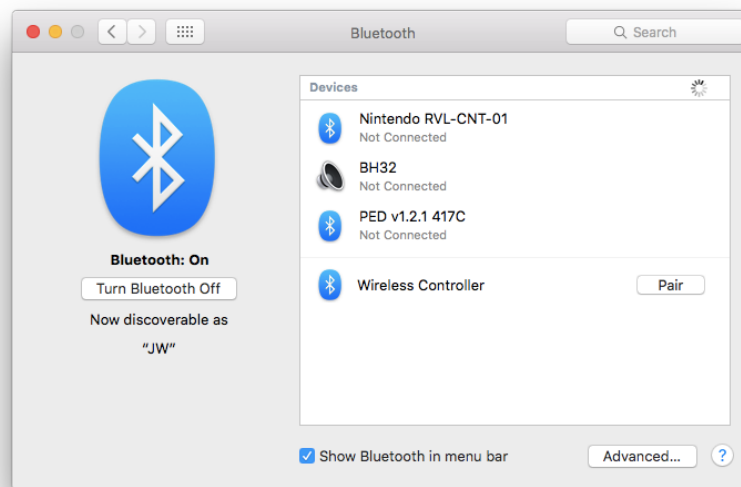 Bluetooth
Search
Devices
Nintendo RVL-CNT-01
Not Connected
BH32
Not Connected
PED v1.2.1 417C
Not Connected
Wireless Controller
Pair
Bluetooth: On
Turn Bluetooth Off
Now discoverable as
“JW”
Show Bluetooth in menu bar
Advanced...
?